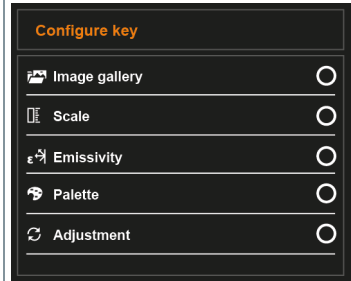 Configure key
Image gallery
Scale
ε Emissivity
Palette
Adjustment